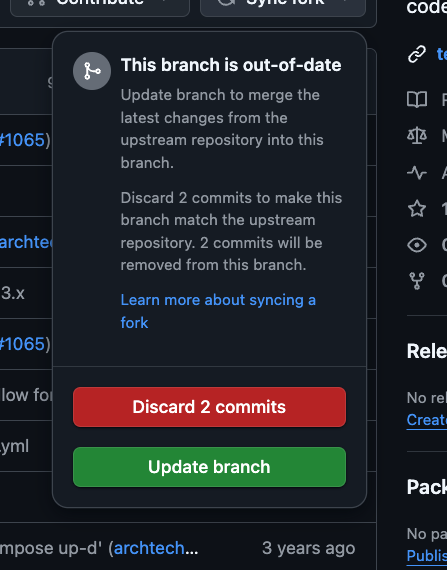 Contribute
Sync fork
code
This branch is out-of-date
Update branch to merge the
latest changes from the
upstream repository into this
branch.
#1065)
Discard 2 commits to make this
branch match the upstream
repository. 2 commits will be
removed from this branch.
archtec
3.x
Learn more about syncing a
fork
#1065)
Rele
llow for
No rel
Create
Discard 2 commits
.yml
Update branch
Pack
No pa
Publis
mpose up-d' (archtech... 3 years ago